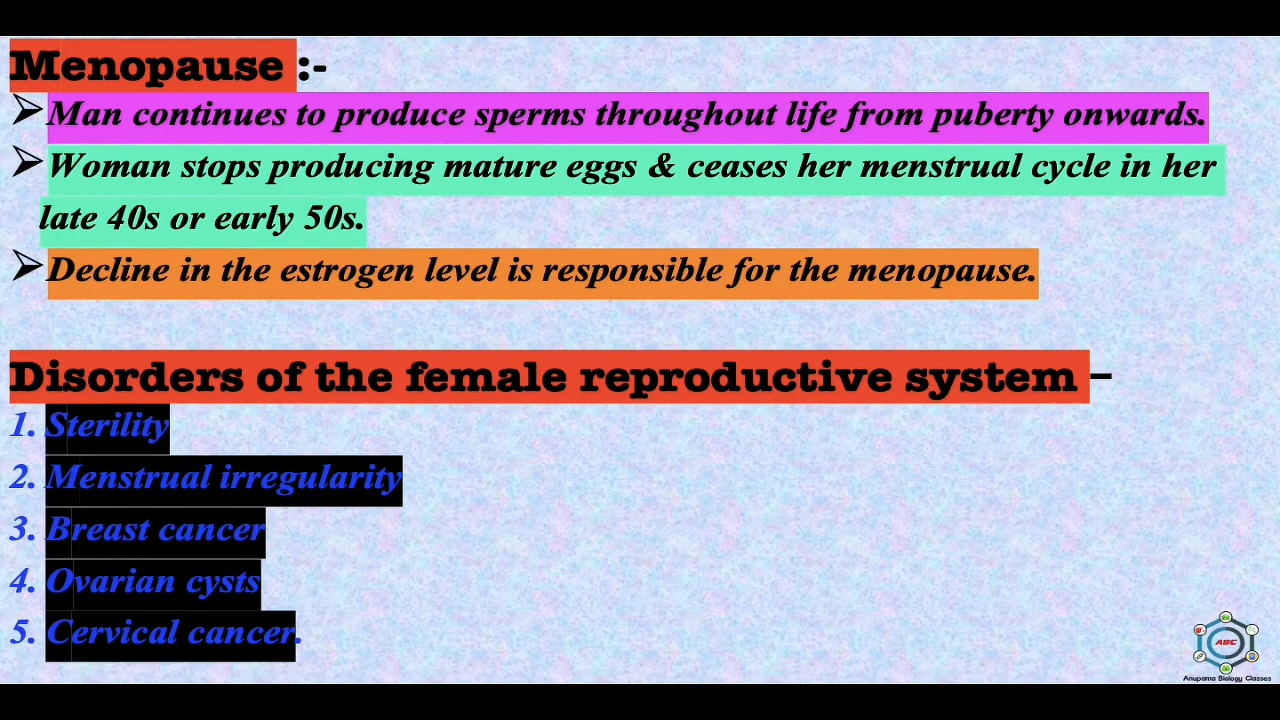 Menopause :-
➢Man continues to produce sperms throughout life from puberty onwards.
➢Woman stops producing mature eggs & ceases her menstrual cycle in her
late 40s or early 50s.
➢Decline in the estrogen level is responsible for the menopause.
Disorders of the female reproductive system –
1. Sterility
2. Menstrual irregularity
3. Breast cancer
4. Ovarian cysts
5. Cervical cancer.
ABC
Anupama Biology Classes